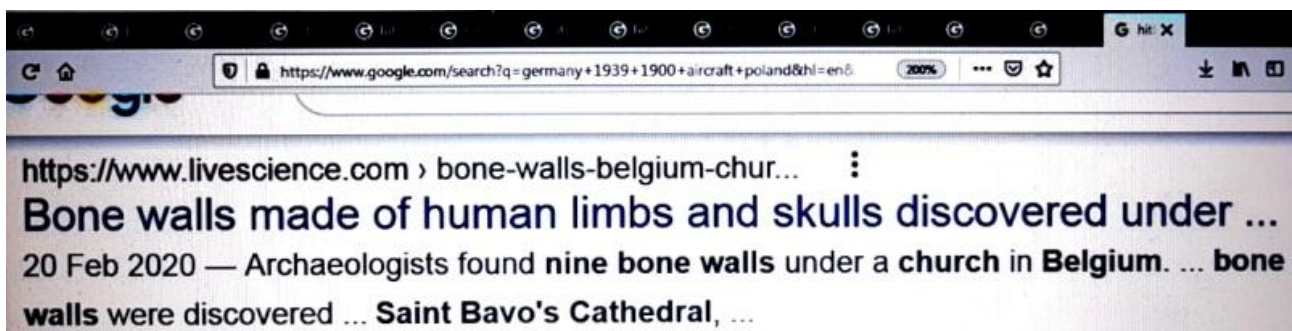 G hit
https://www.google.com/search?q=germany+1939+1900+aircraft+poland&hl=en&
200%
https://www.livescience.com › bone-walls-belgium-chur...
Bone walls made of human limbs and skulls discovered under ...
20 Feb 2020 — Archaeologists found nine bone walls under a church in Belgium. ... bone
walls were discovered ... Saint Bavo's Cathedral, ...